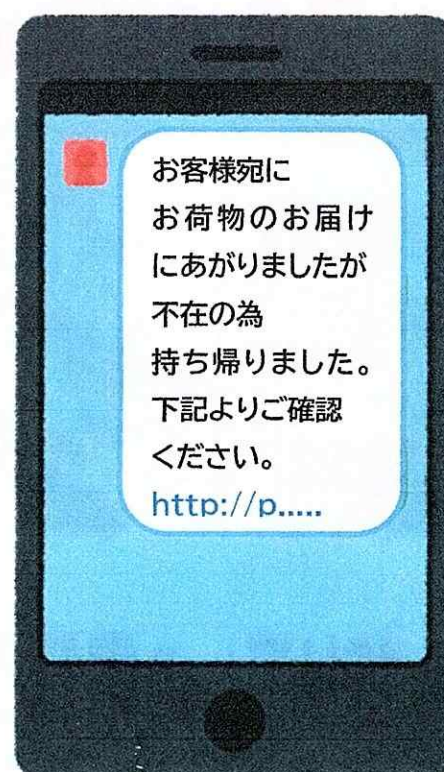 お客様宛に
お荷物のお届け
にあがりましたが
不在の為
持ち帰りました。
下記よりご確認
ください。
http://p.....